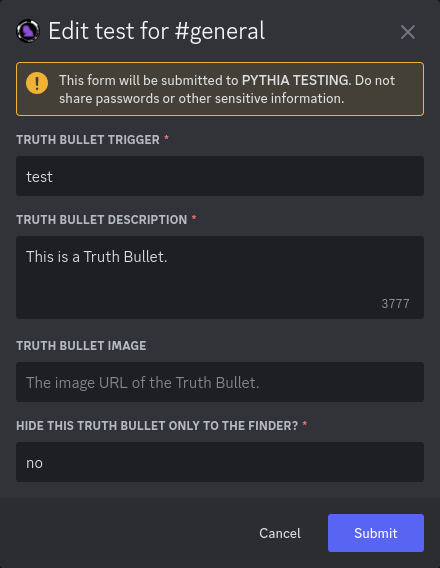 Edit test for #general
This form will be submitted to PYTHIA TESTING. Do not
share passwords or other sensitive information.
TRUTH BULLET TRIGGER *
test
TRUTH BULLET DESCRIPTION *
This is a Truth Bullet.
3777
TRUTH BULLET IMAGE
The image URL of the Truth Bullet.
HIDE THIS TRUTH BULLET ONLY TO THE FINDER? *
no
Cancel
Submit